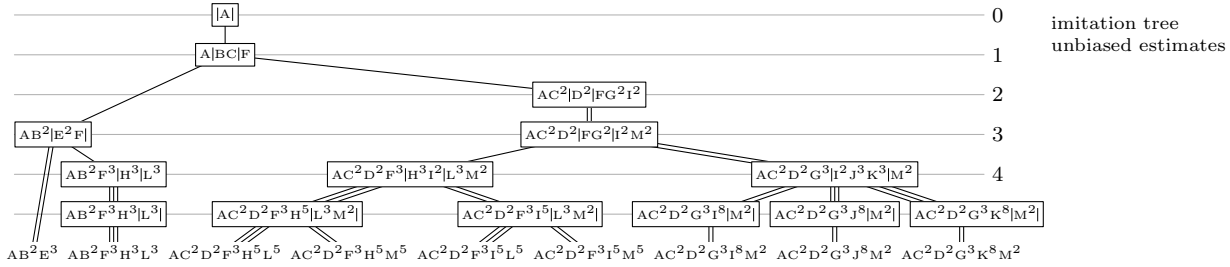 |A| 0
imitation tree
unbiased estimates
A|BC|F 1
AC²|D²|FG²I² 2
AB²|E²F| AC²D²|FG²|I²M² 3
AB²F³|H³|L³ AC²D²F³|H³I²|L³M² AC²D²G³|I²J³K³|M² 4
AB²F³H³|L³| AC²D²F³H⁵|L³M²| AC²D²F³I⁵|L³M²| AC²D²G³I⁸|M²| AC²D²G³J⁸|M²| AC²D²G³K⁸|M²|
AB²E³ AB²F³H³L³ AC²D²F³H⁵L⁵ AC²D²F³H⁵M⁵ AC²D²F³I⁵L⁵ AC²D²F³I⁵M⁵ AC²D²G³I⁸M² AC²D²G³J⁸M² AC²D²G³K⁸M²